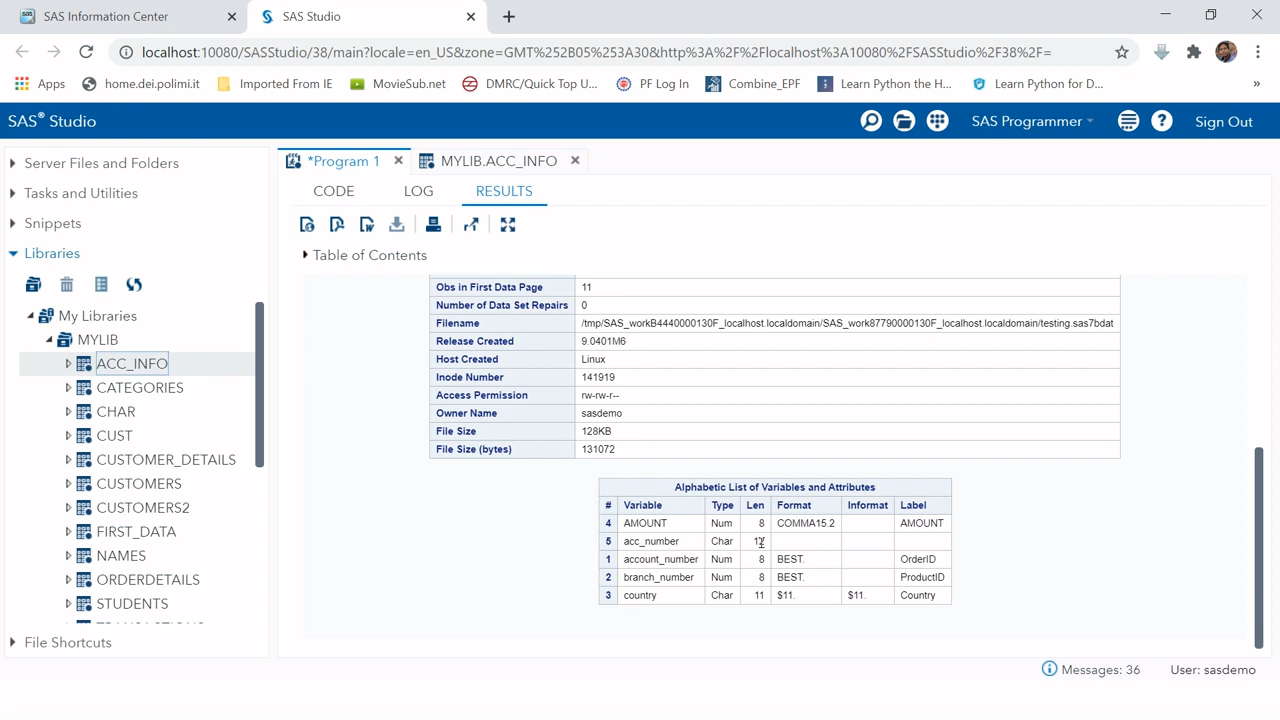 SAS Information Center
SAS Studio
localhost:10080/SASStudio/38/main?locale=en_US&zone=GMT%252B05%253A30&http%3A%2F%2Flocalhost%3A10080%2FSASStudio%2F38%2F=
Apps home.dei.polimi.it Imported From IE MovieSub.net DMRC/Quick Top U... PF Log In Combine_EPF Learn Python the H... Learn Python for D... »
SAS® Studio SAS Programmer Sign Out
Server Files and Folders
Tasks and Utilities
Snippets
Libraries
My Libraries
MYLIB
ACC_INFO
CATEGORIES
CHAR
CUST
CUSTOMER_DETAILS
CUSTOMERS
CUSTOMERS2
FIRST_DATA
NAMES
ORDERDETAILS
STUDENTS
File Shortcuts
*Program 1 MYLIB.ACC_INFO
CODE LOG RESULTS
Table of Contents
Obs in First Data Page 11
Number of Data Set Repairs 0
Filename /tmp/SAS_workB4440000130F_localhost.localdomain/SAS_work87790000130F_localhost.localdomain/testing.sas7bdat
Release Created 9.0401M6
Host Created Linux
Inode Number 141919
Access Permission rw-rw-r--
Owner Name sasdemo
File Size 128KB
File Size (bytes) 131072
Alphabetic List of Variables and Attributes
# Variable Type Len Format Informat Label
4 AMOUNT Num 8 COMMA15.2 AMOUNT
5 acc_number Char
1 account_number Num 8 BEST. OrderID
2 branch_number Num 8 BEST. ProductID
3 country Char 11 $11. $11. Country
Messages: 36 User: sasdemo